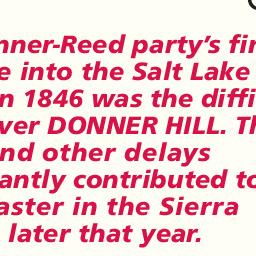 nner-Reed party's fin
e into the Salt Lake
n 1846 was the diffi
ver DONNER HILL. Th
nd other delays
antly contributed to
aster in the Sierra
later that year.